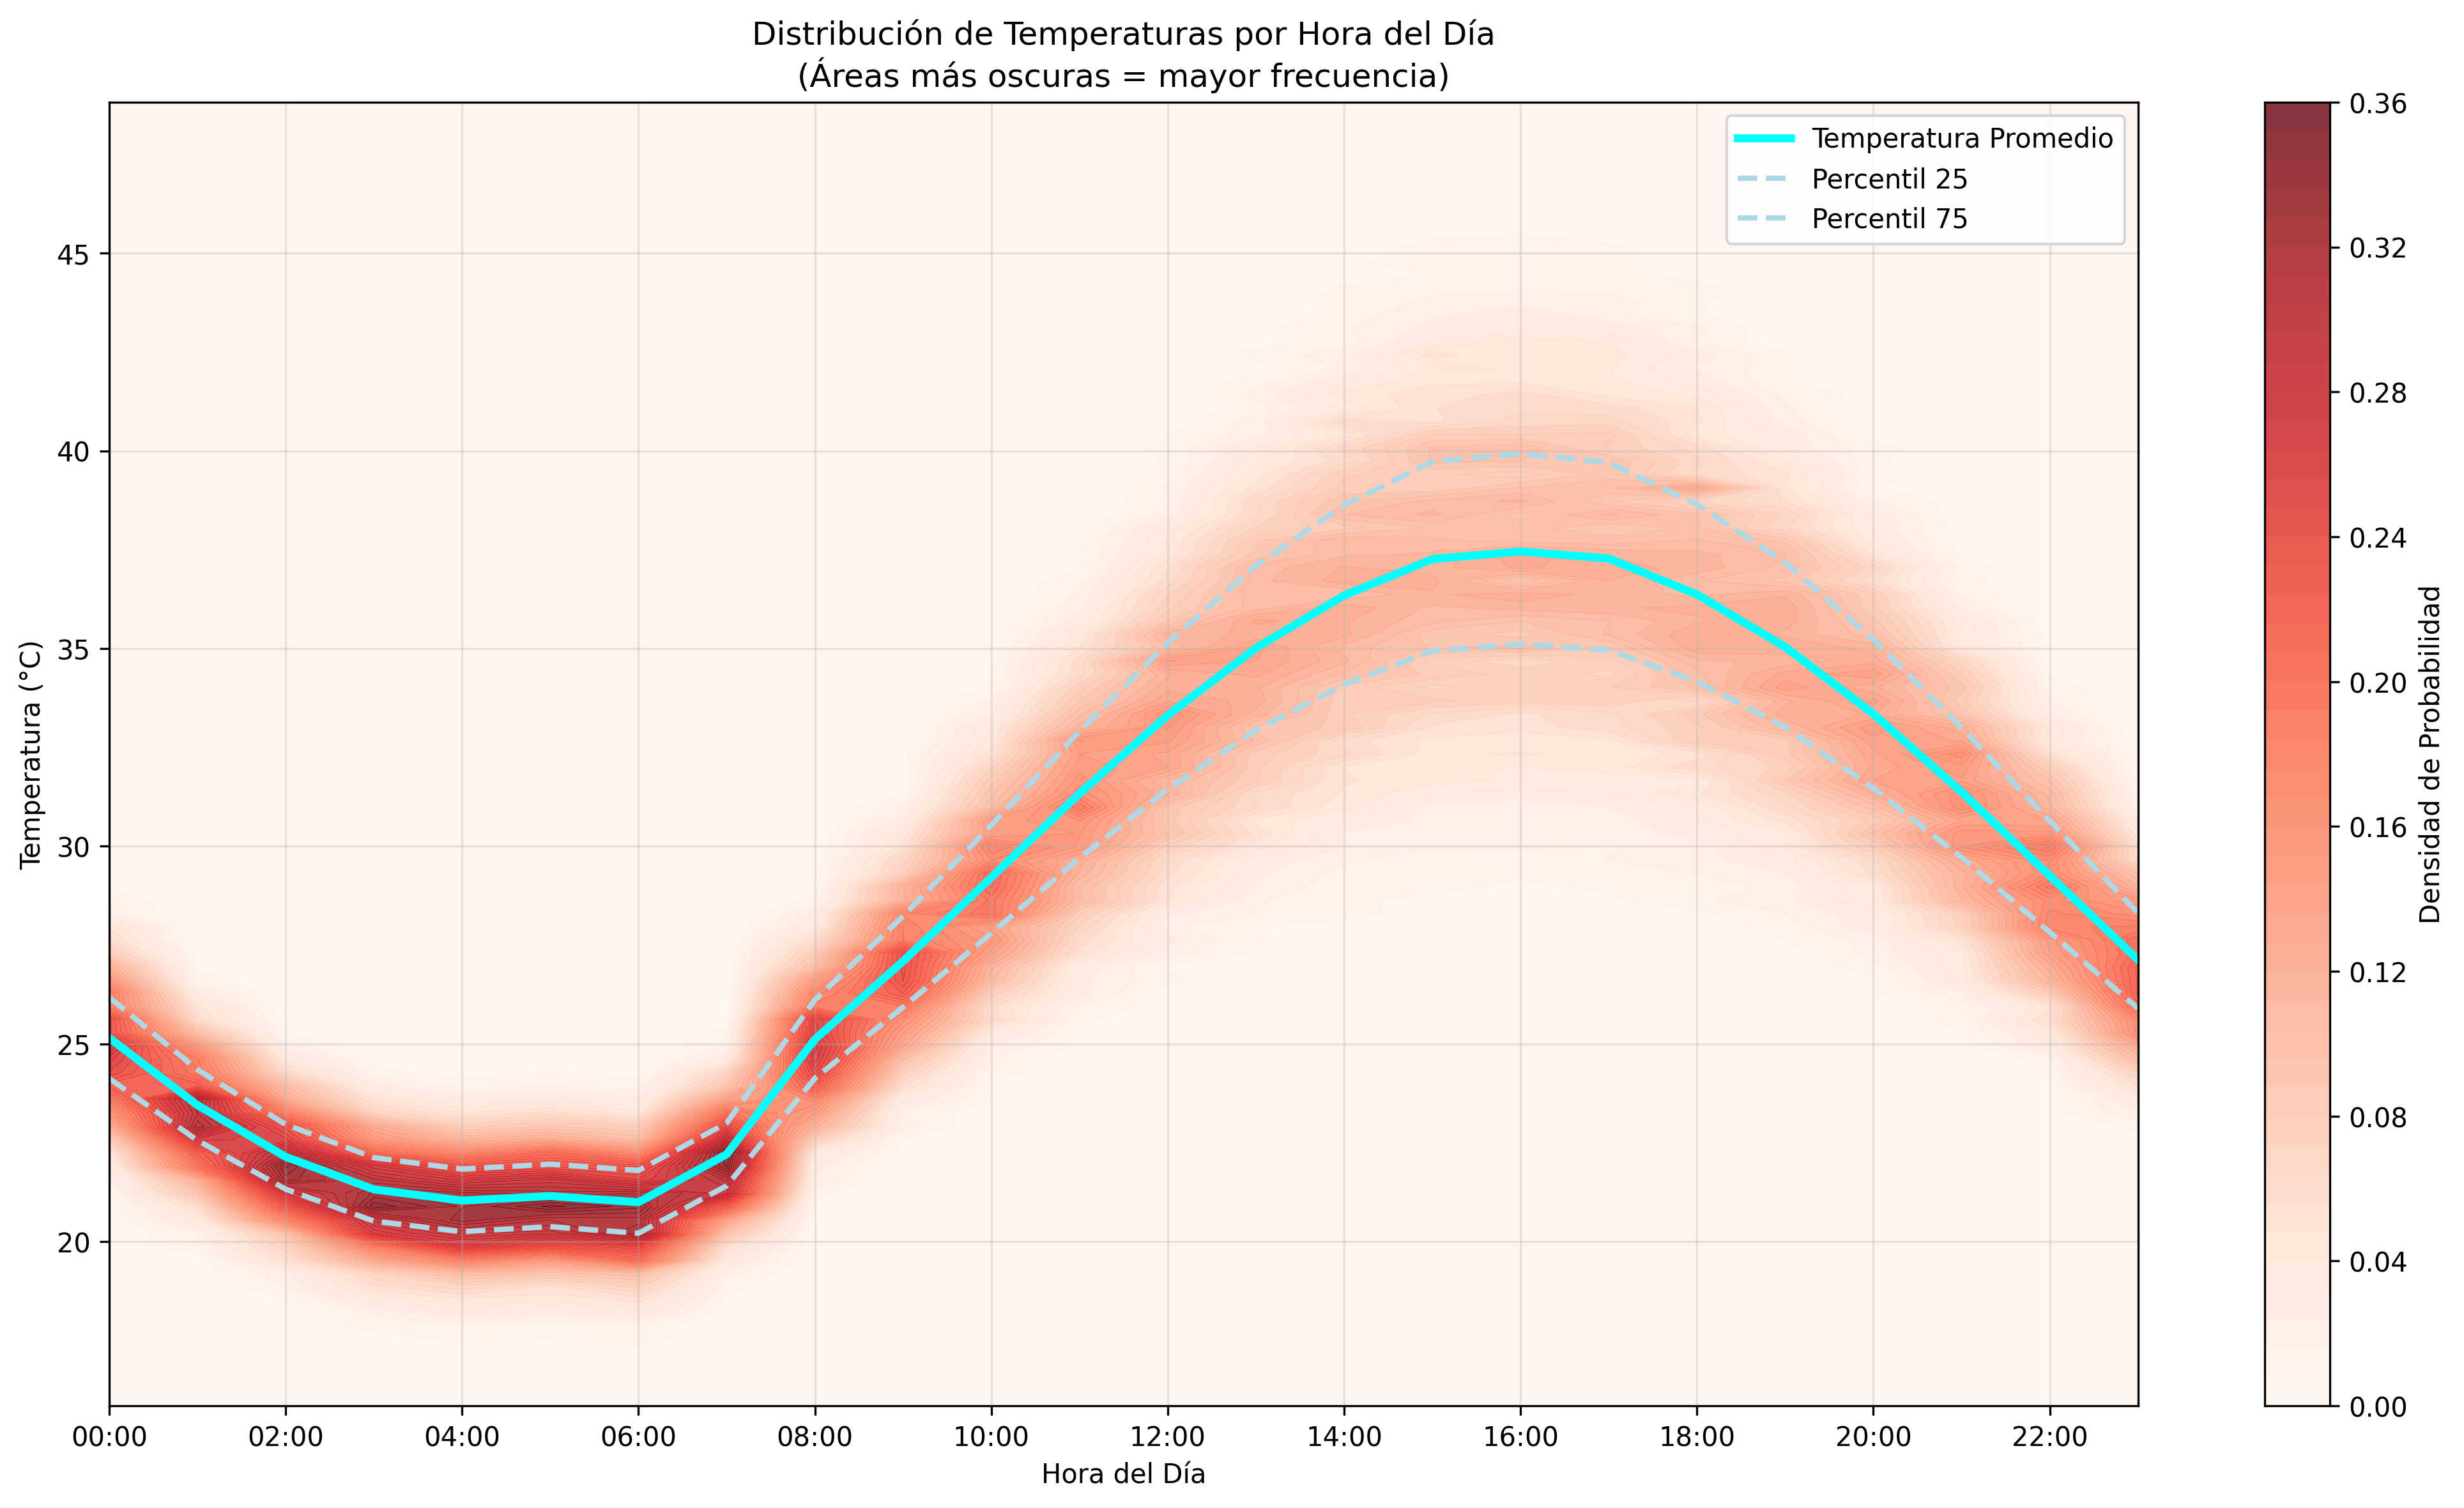 Distribución de Temperaturas por Hora del Día
(Áreas más oscuras = mayor frecuencia)
Temperatura Promedio
Percentil 25
Percentil 75
Temperatura (°C)
45
40
35
30
25
20
00:00 02:00 04:00 06:00 08:00 10:00 12:00 14:00 16:00 18:00 20:00 22:00
Hora del Día
0.36
0.32
0.28
0.24
0.20
0.16
0.12
0.08
0.04
0.00
Densidad de Probabilidad